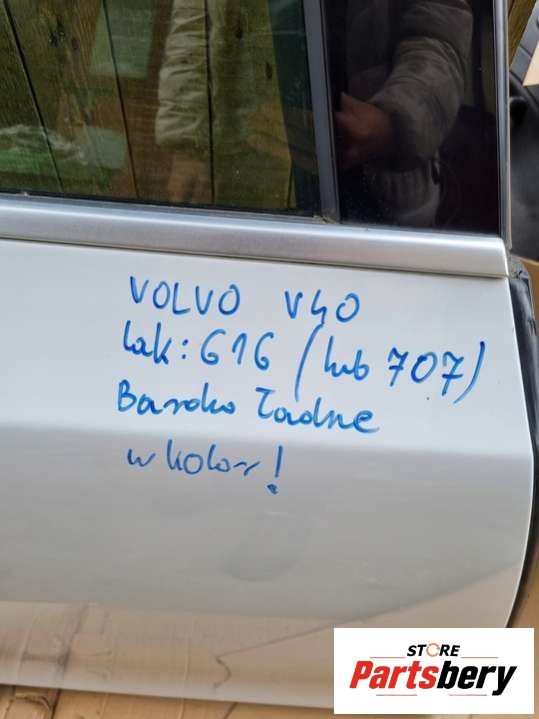 VOLVO V40
lak: 616 (lub 707)
Bardzo Ładne
w kolor!
STORE
Partsbery